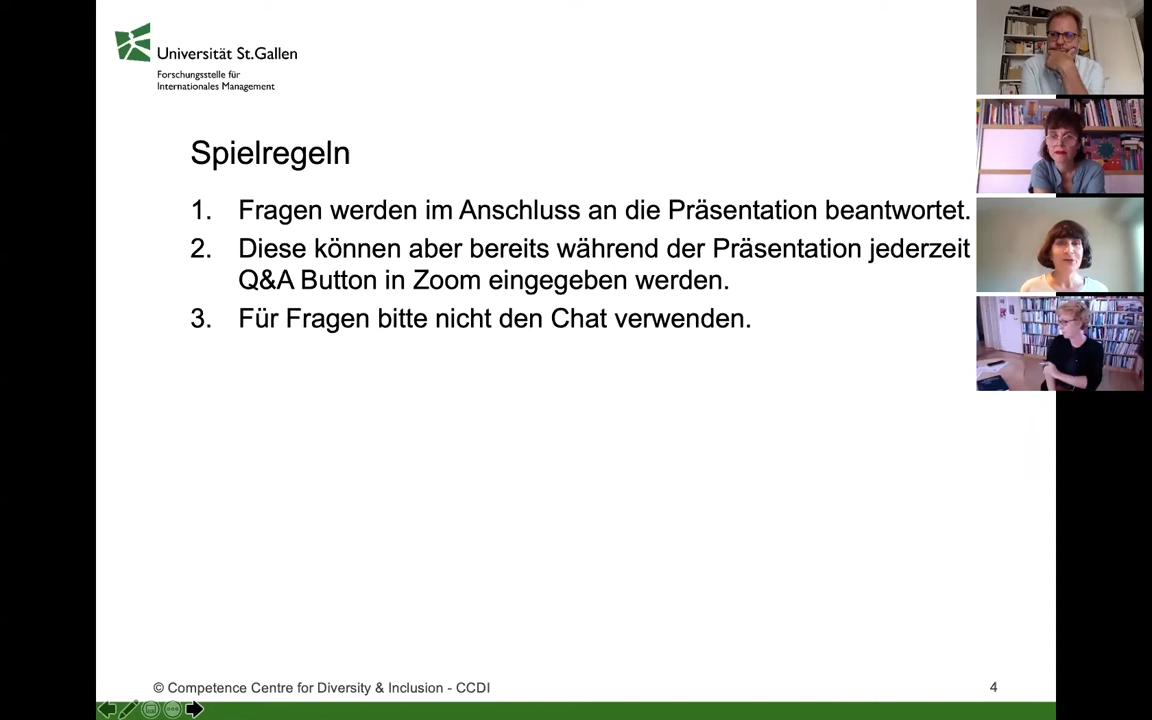 Universität St.Gallen
Forschungsstelle für
Internationales Management
Spielregeln
1. Fragen werden im Anschluss an die Präsentation beantwortet.
2. Diese können aber bereits während der Präsentation jederzeit
Q&A Button in Zoom eingegeben werden.
3. Für Fragen bitte nicht den Chat verwenden.
© Competence Centre for Diversity & Inclusion - CCDI
4